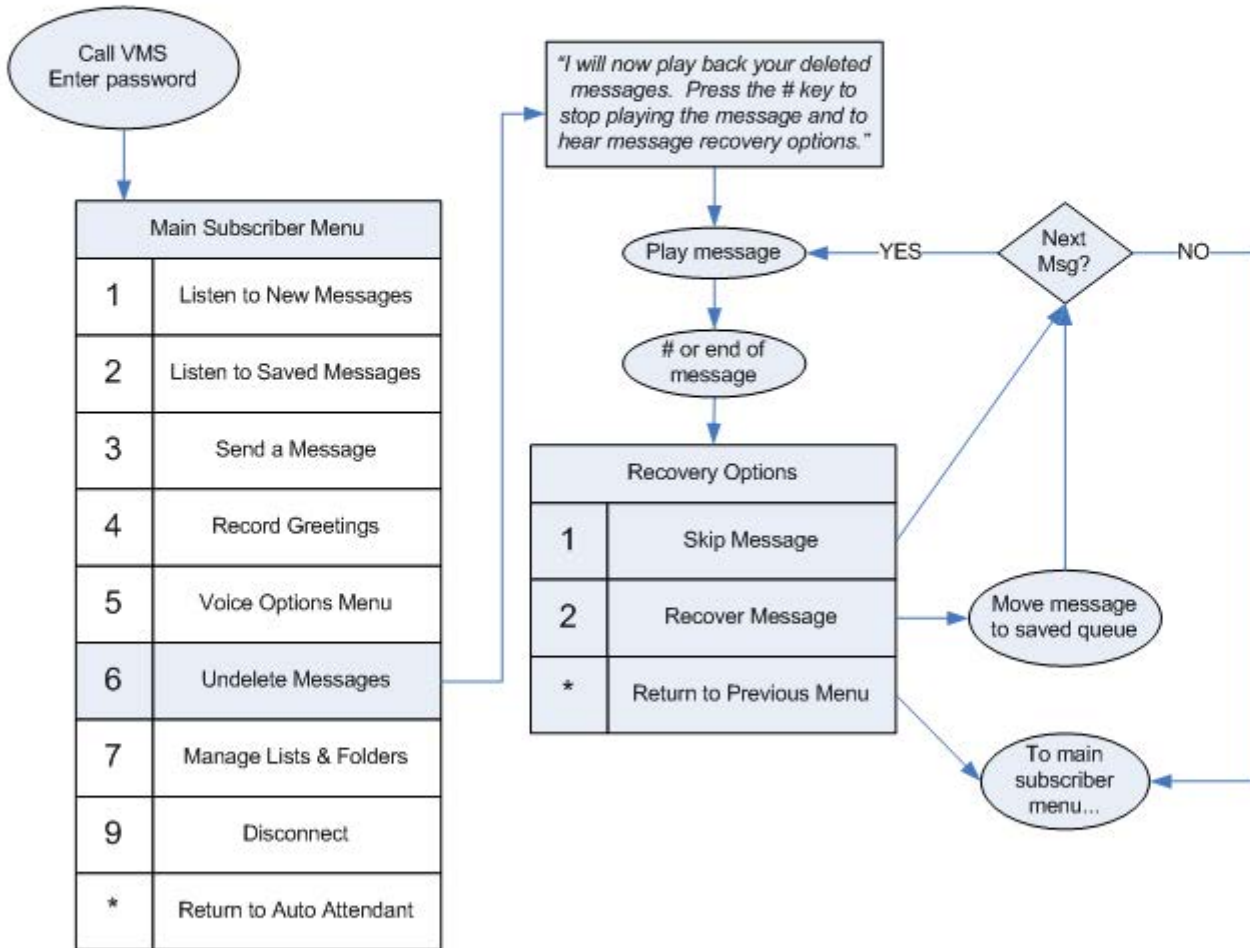 Call VMS
Enter password
Main Subscriber Menu
1 Listen to New Messages
2 Listen to Saved Messages
3 Send a Message
4 Record Greetings
5 Voice Options Menu
6 Undelete Messages
7 Manage Lists & Folders
9 Disconnect
* Return to Auto Attendant
“I will now play back your deleted
messages. Press the # key to
stop playing the message and to
hear message recovery options.”
Play message
YES
Next
Msg?
NO
# or end of
message
Recovery Options
1 Skip Message
2 Recover Message
* Return to Previous Menu
Move message
to saved queue
To main
subscriber
menu...